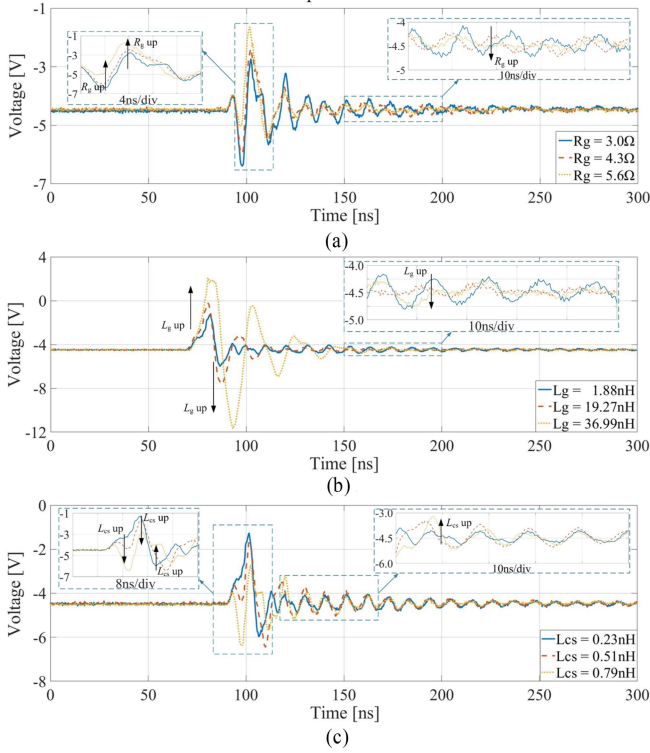 -1
-3
-5
-7
Voltage [V]
-1
-3
-5
-7
Rg up
Rg up
4ns/div
-4
-5
Rg up
10ns/div
Rg = 3.0Ω
Rg = 4.3Ω
Rg = 5.6Ω
0 50 100 150 200 250 300
Time [ns]
(a)
4
0
-4
-8
-12
Voltage [V]
Lg up
Lg up
-4.0
-4.5
-5.0
Lg up
10ns/div
Lg = 1.88nH
Lg = 19.27nH
Lg = 36.99nH
0 50 100 150 200 250 300
Time [ns]
(b)
0
-2
-4
-6
-8
Voltage [V]
-1
-3
-5
-7
Lcs up
Lcs up
Lcs up
8ns/div
-3.0
-4.5
-6.0
Lcs up
10ns/div
Lcs = 0.23nH
Lcs = 0.51nH
Lcs = 0.79nH
0 50 100 150 200 250 300
Time [ns]
(c)